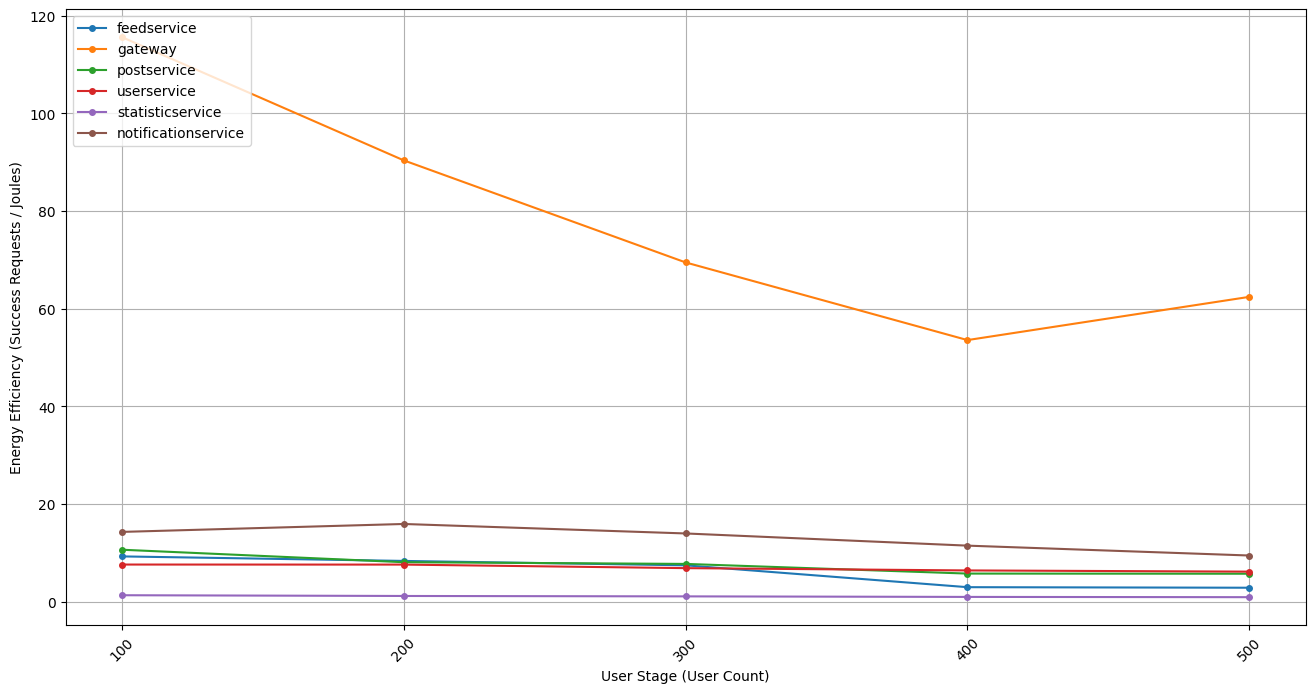 feedservice
gateway
postservice
userservice
statisticservice
notificationservice
120
100
80
60
40
20
0
Energy Efficiency (Success Requests / Joules)
100
200
300
400
500
User Stage (User Count)